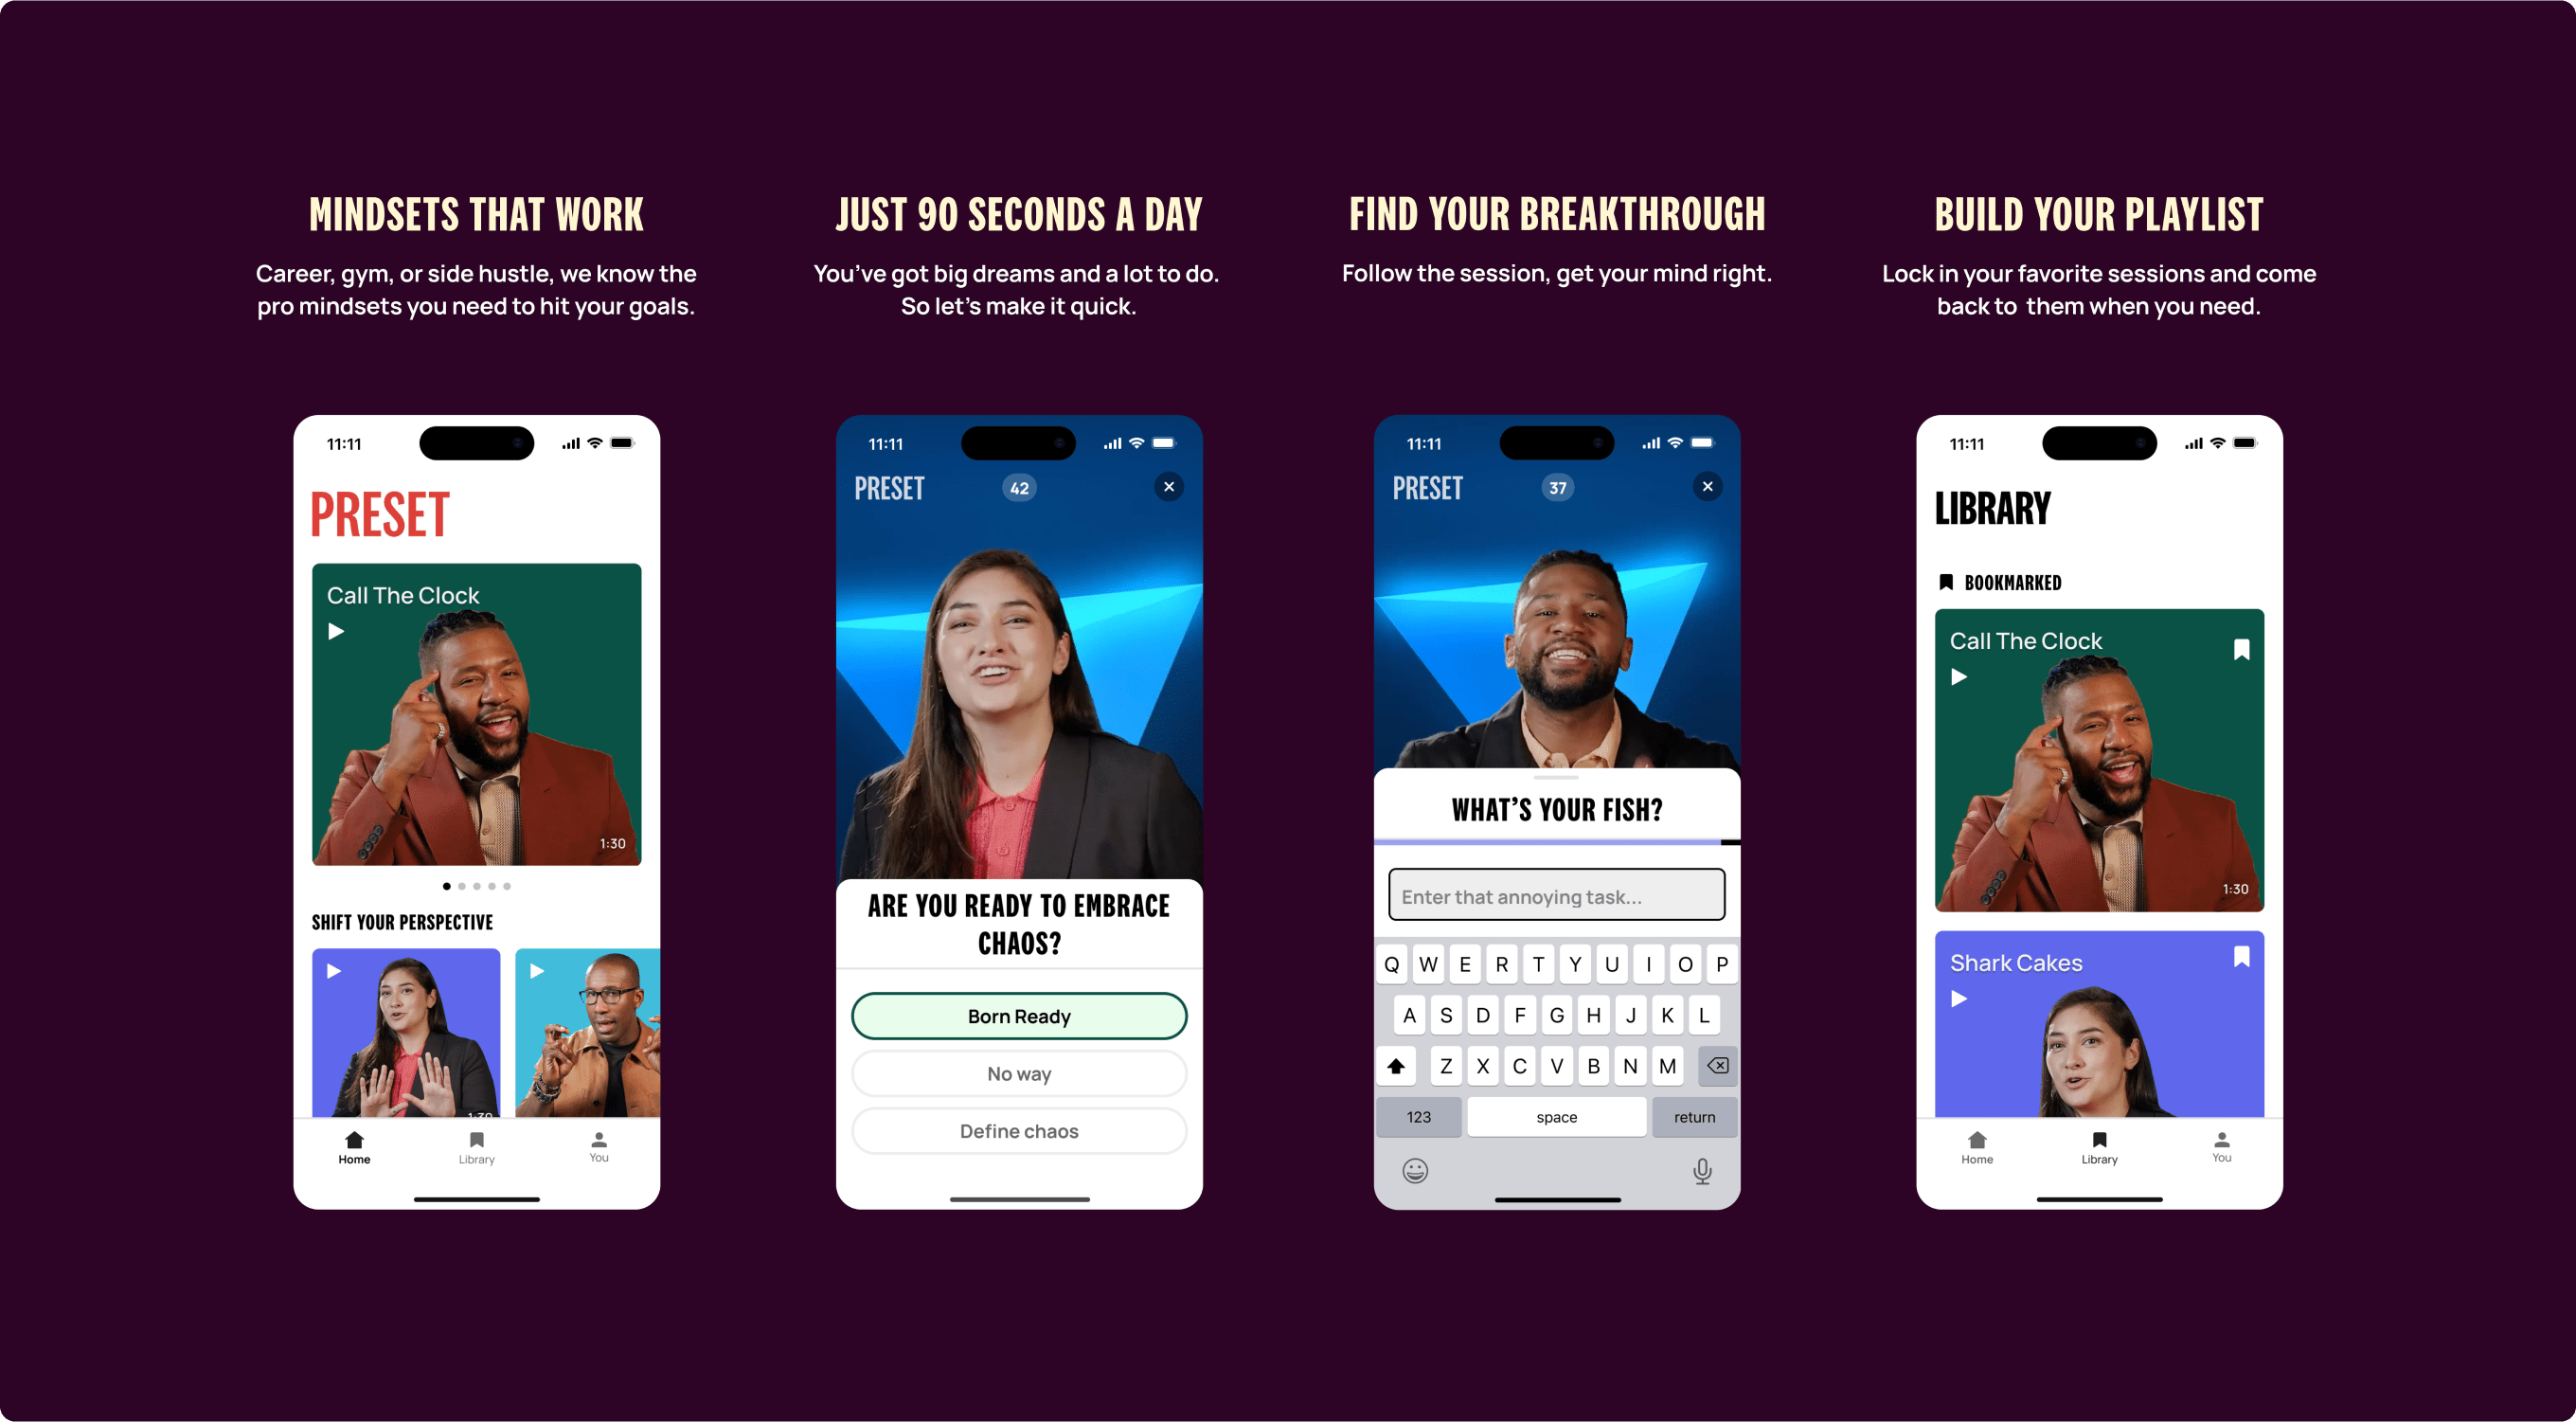 MINDSETS THAT WORK
Career, gym, or side hustle, we know the
pro mindsets you need to hit your goals.
11:11
PRESET
Call The Clock
1:30
SHIFT YOUR PERSPECTIVE
1:30
Home
Library
You
JUST 90 SECONDS A DAY
You've got big dreams and a lot to do.
So let's make it quick.
11:11
PRESET
42
ARE YOU READY TO EMBRACE
CHAOS?
Born Ready
No way
Define chaos
FIND YOUR BREAKTHROUGH
Follow the session, get your mind right.
11:11
PRESET
37
WHAT'S YOUR FISH?
Enter that annoying task...
Q W E R T Y U I O P
A S D F G H J K L
Z X C V B N M
123 space return
BUILD YOUR PLAYLIST
Lock in your favorite sessions and come
back to them when you need.
11:11
LIBRARY
BOOKMARKED
Call The Clock
1:30
Shark Cakes
Home
Library
You